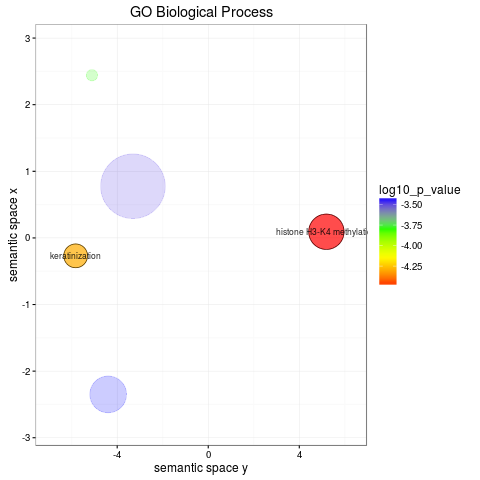 GO Biological Process
3
2
1
0
-1
-2
-3
semantic space x
keratinization
histone H3-K4 methylati
-4
0
4
semantic space y
log10_p_value
-3.50
-3.75
-4.00
-4.25